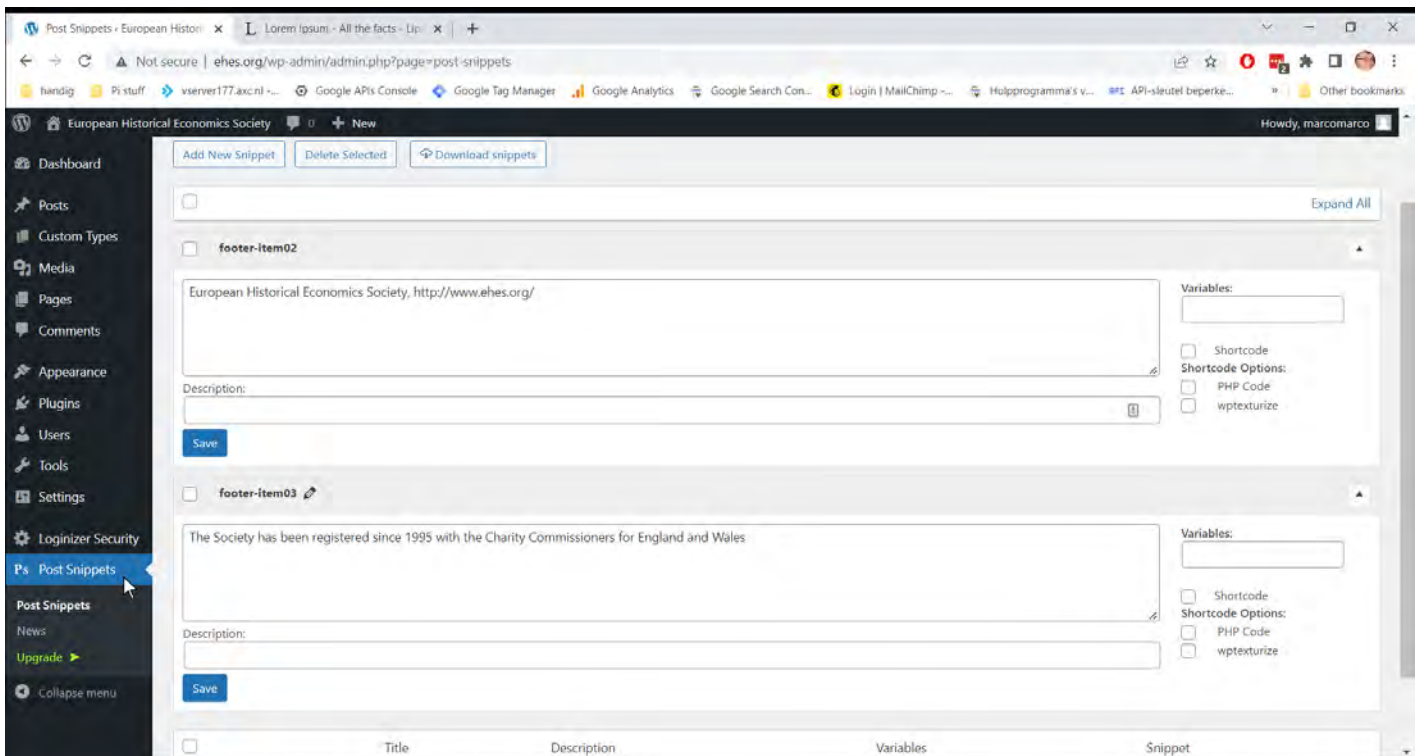 Post Snippets ‹ European Histori
Lorem Ipsum - All the facts - Lip
Not secure | ehes.org/wp-admin/admin.php?page=post-snippets
handig Pi stuff vserver177.axc.nl -... Google APIs Console Google Tag Manager Google Analytics Google Search Con... Login | MailChimp -... Hulpprogramma's v... API-sleutel beperke... » Other bookmarks
European Historical Economics Society 0 + New Howdy, marcomarco
Dashboard
Posts
Custom Types
Media
Pages
Comments
Appearance
Plugins
Users
Tools
Settings
Loginizer Security
Ps Post Snippets
Post Snippets
News
Upgrade ➤
Collapse menu
Add New Snippet Delete Selected Download snippets
Expand All
footer-item02
European Historical Economics Society, http://www.ehes.org/
Variables:
Shortcode
Shortcode Options:
PHP Code
wptexturize
Description:
Save
footer-item03
The Society has been registered since 1995 with the Charity Commissioners for England and Wales
Variables:
Shortcode
Shortcode Options:
PHP Code
wptexturize
Description:
Save
Title Description Variables Snippet